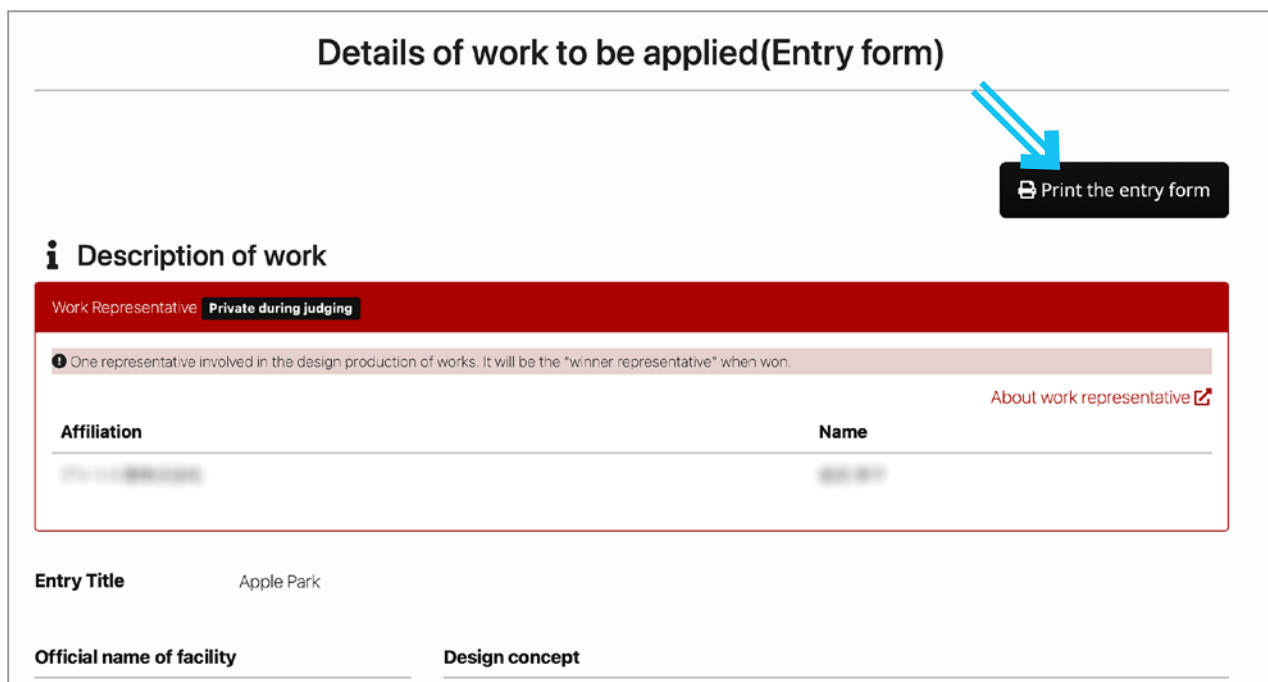 Details of work to be applied(Entry form)
Print the entry form
Description of work
Work Representative Private during judging
One representative involved in the design production of works. It will be the "winner representative" when won.
About work representative
Affiliation Name
Entry Title Apple Park
Official name of facility Design concept